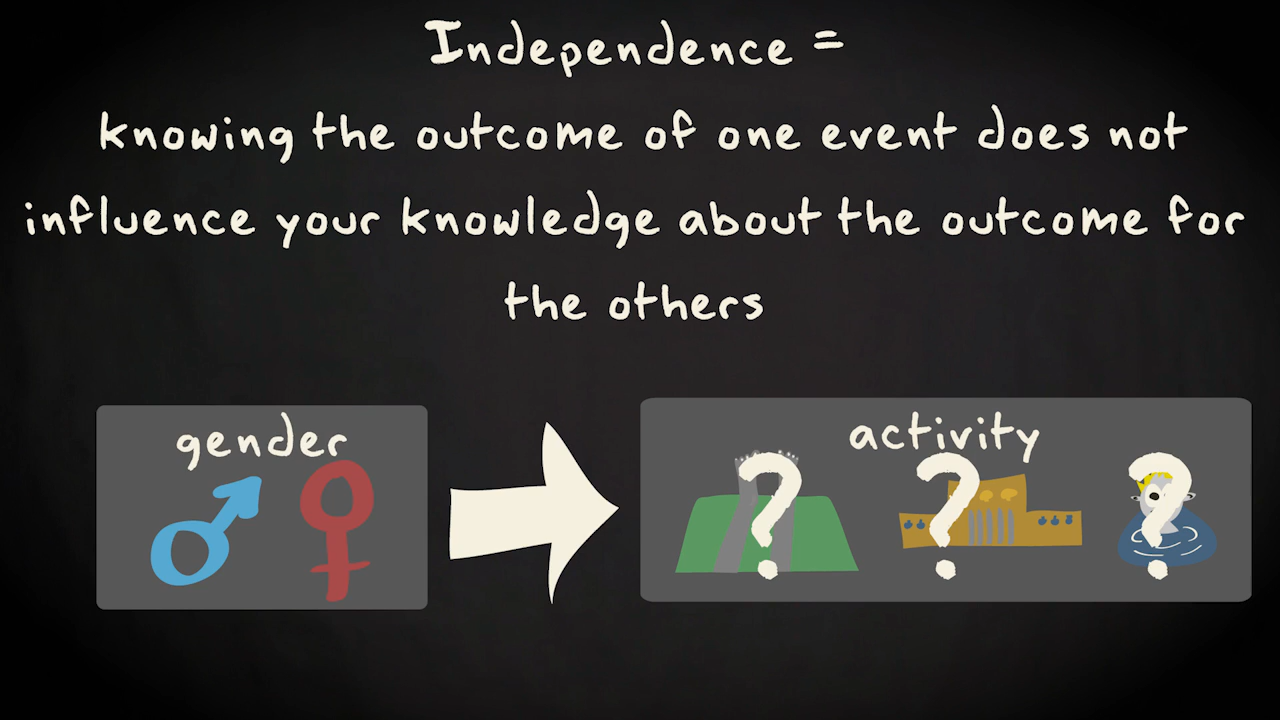 Independence =
knowing the outcome of one event does not
influence your knowledge about the outcome for
the others
gender
activity
? ? ?